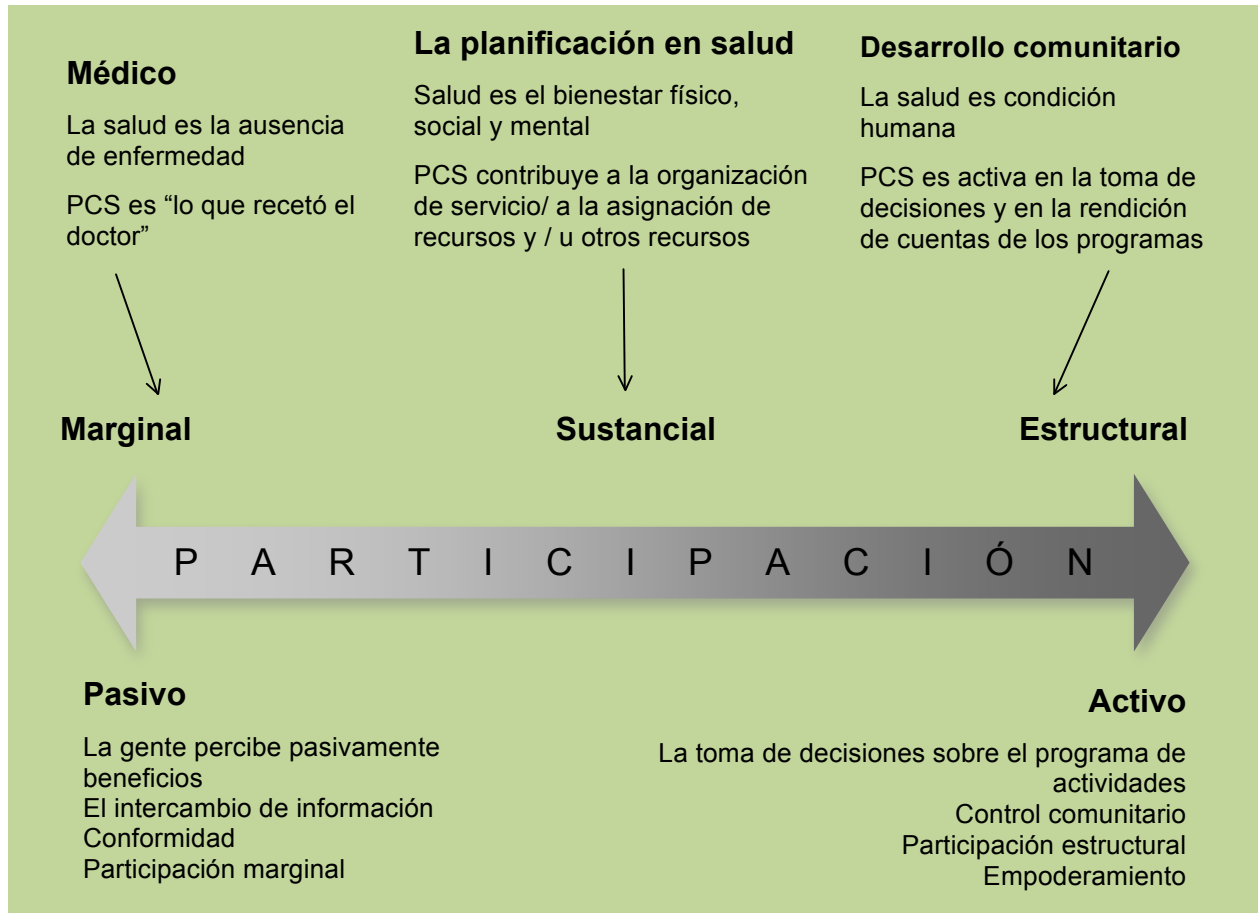 Médico
La salud es la ausencia
de enfermedad
PCS es “lo que recetó el
doctor”
La planificación en salud
Salud es el bienestar físico,
social y mental
PCS contribuye a la organización
de servicio/ a la asignación de
recursos y / u otros recursos
Desarrollo comunitario
La salud es condición
humana
PCS es activa en la toma de
decisiones y en la rendición
de cuentas de los programas
Marginal
Sustancial
Estructural
P A R T I C I P A C I Ó N
Pasivo
La gente percibe pasivamente
beneficios
El intercambio de información
Conformidad
Participación marginal
Activo
La toma de decisiones sobre el programa de
actividades
Control comunitario
Participación estructural
Empoderamiento